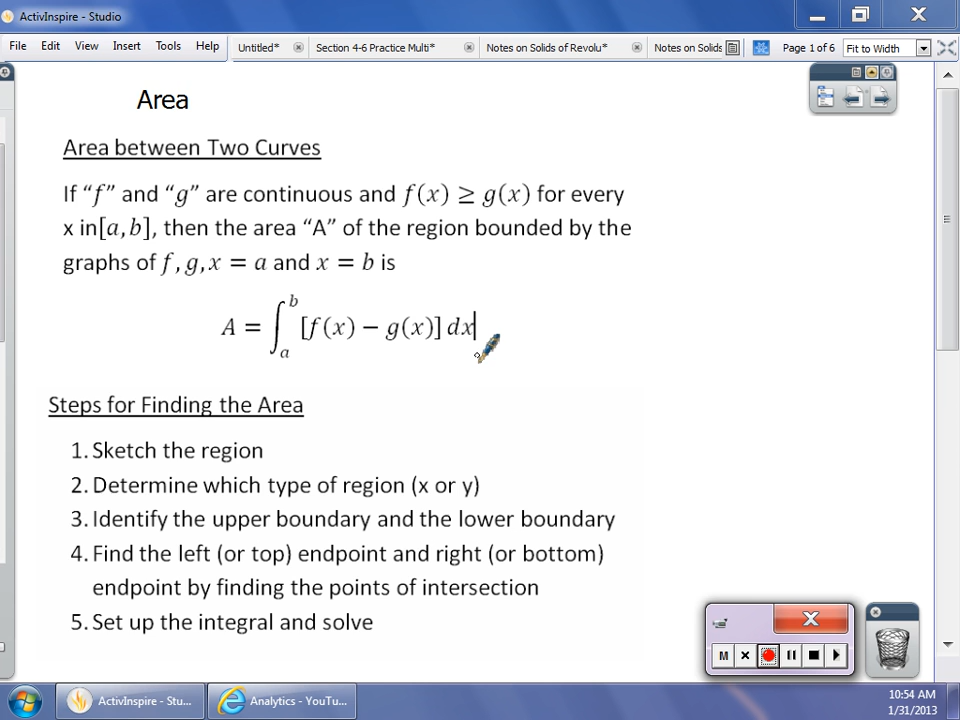 ActivInspire - Studio
File Edit View Insert Tools Help Untitled* Section 4-6 Practice Multi* Notes on Solids of Revolu* Notes on Solids Page 1 of 6 Fit to Width
Area
Area between Two Curves
If “f” and “g” are continuous and f(x) ≥ g(x) for every
x in[a, b], then the area “A” of the region bounded by the
graphs of f, g, x = a and x = b is
A = ∫_a^b [f(x) − g(x)] dx
Steps for Finding the Area
1. Sketch the region
2. Determine which type of region (x or y)
3. Identify the upper boundary and the lower boundary
4. Find the left (or top) endpoint and right (or bottom)
endpoint by finding the points of intersection
5. Set up the integral and solve
M
ActivInspire - Stu... Analytics - YouTu...
10:54 AM
1/31/2013